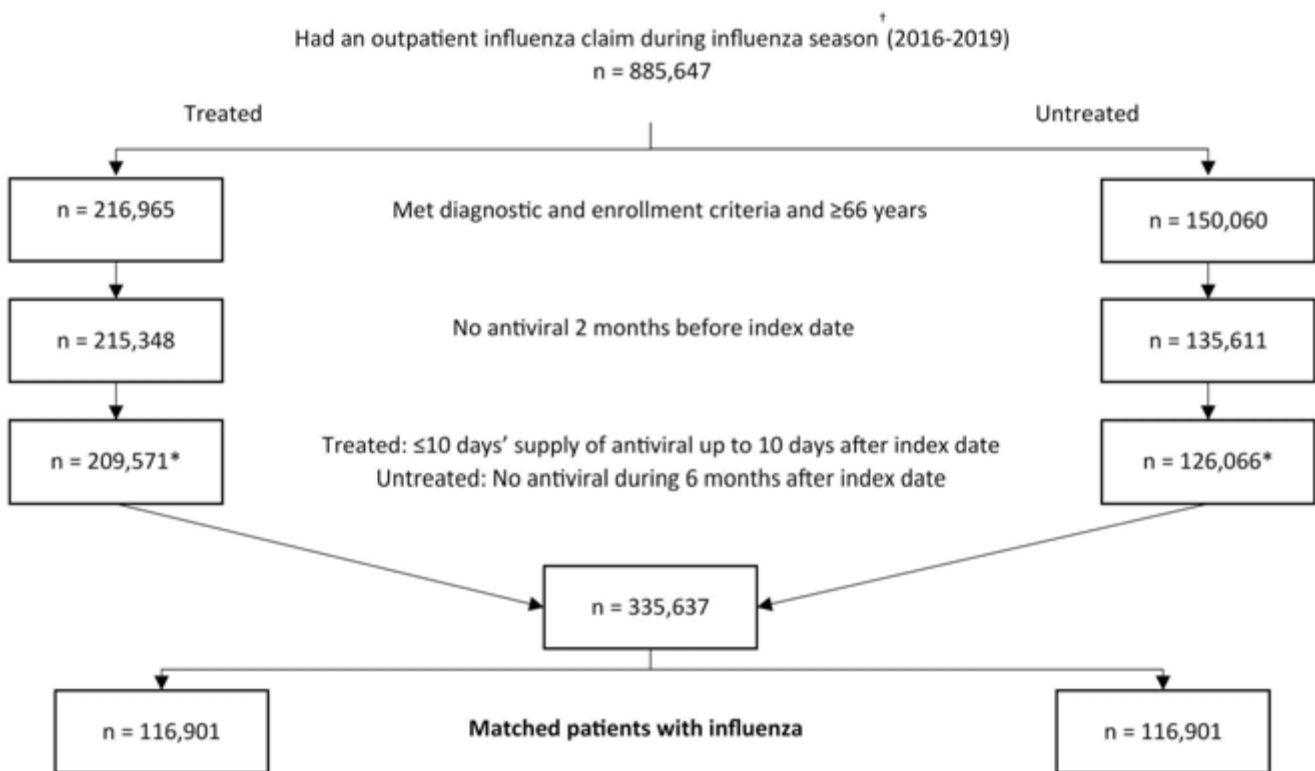 Had an outpatient influenza claim during influenza season† (2016-2019)
n = 885,647
Treated
Untreated
n = 216,965
Met diagnostic and enrollment criteria and ≥66 years
n = 150,060
n = 215,348
No antiviral 2 months before index date
n = 135,611
n = 209,571*
Treated: ≤10 days’ supply of antiviral up to 10 days after index date
Untreated: No antiviral during 6 months after index date
n = 126,066*
n = 335,637
n = 116,901
Matched patients with influenza
n = 116,901